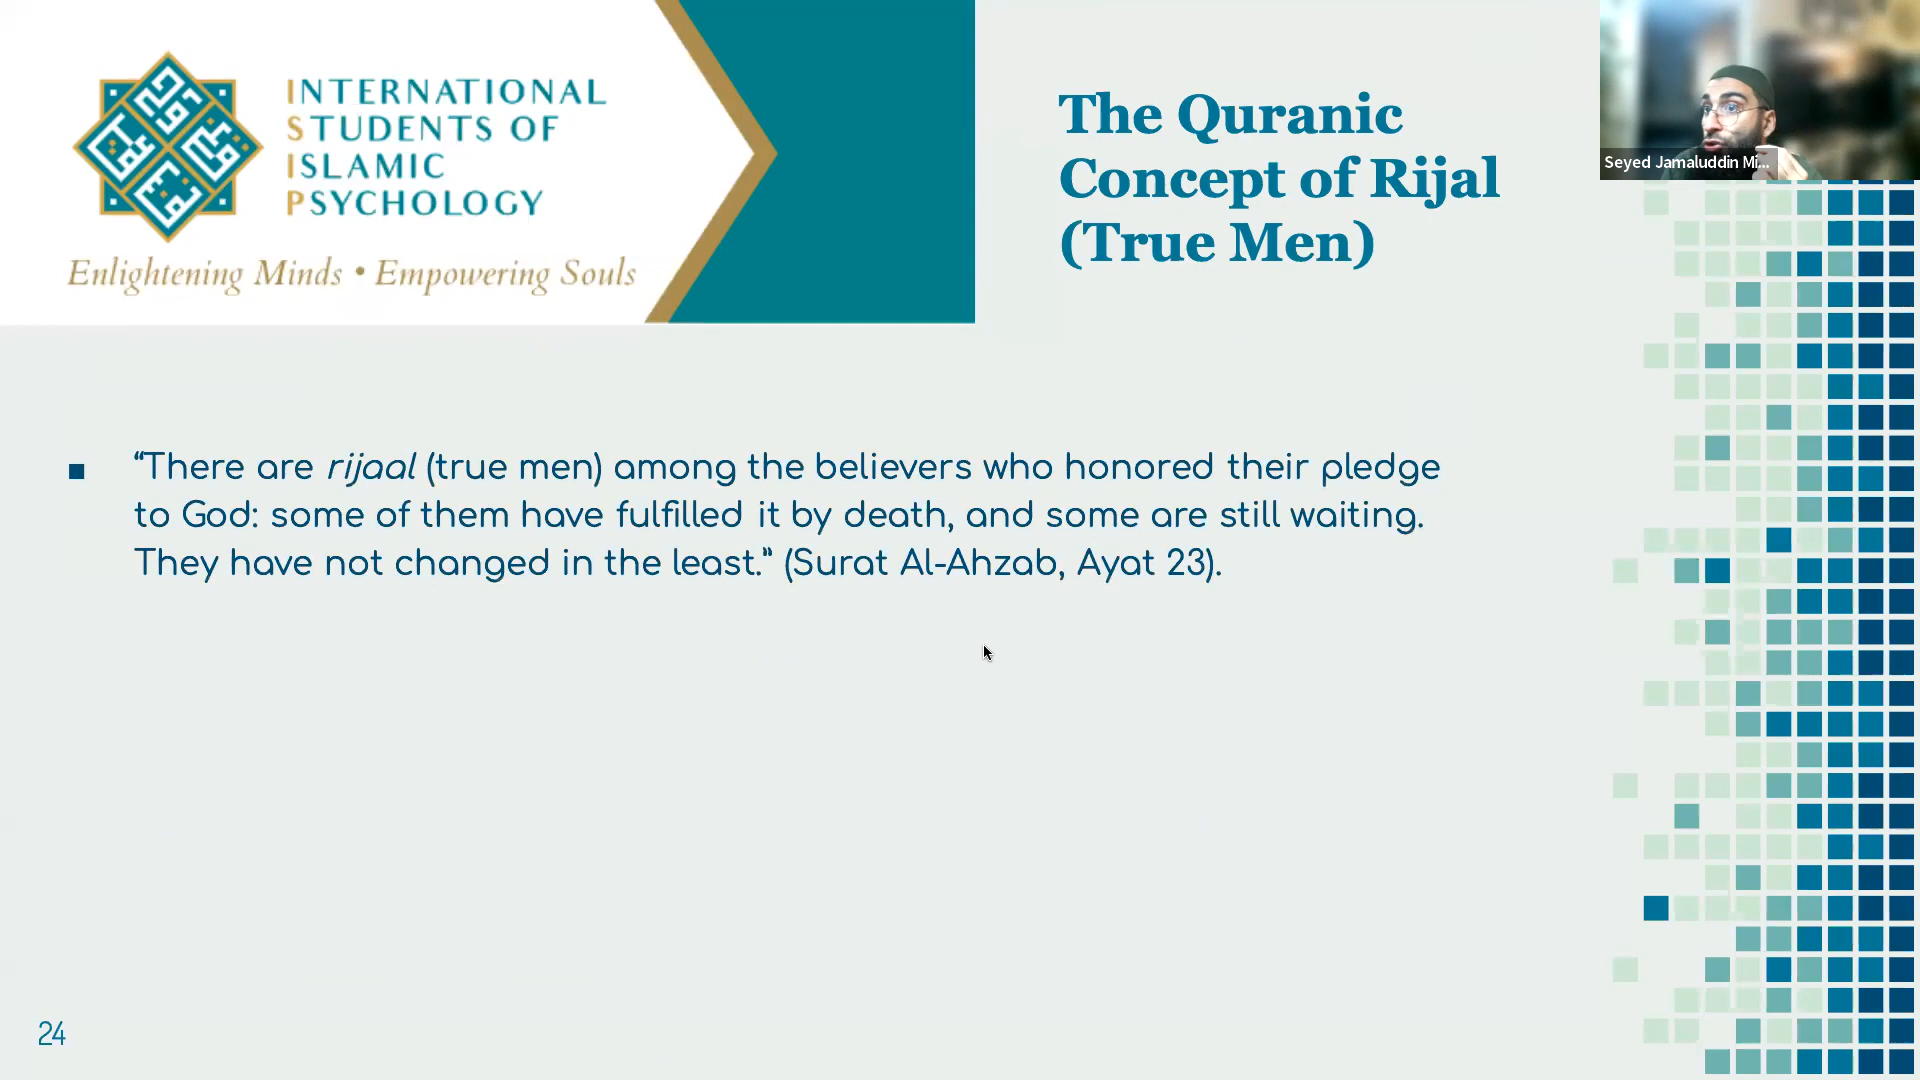 INTERNATIONAL
STUDENTS OF
ISLAMIC
PSYCHOLOGY
Enlightening Minds • Empowering Souls
The Quranic
Concept of Rijal
(True Men)
Seyed Jamaluddin Mi...
■ “There are rijaal (true men) among the believers who honored their pledge
to God: some of them have fulfilled it by death, and some are still waiting.
They have not changed in the least.” (Surat Al-Ahzab, Ayat 23).
24